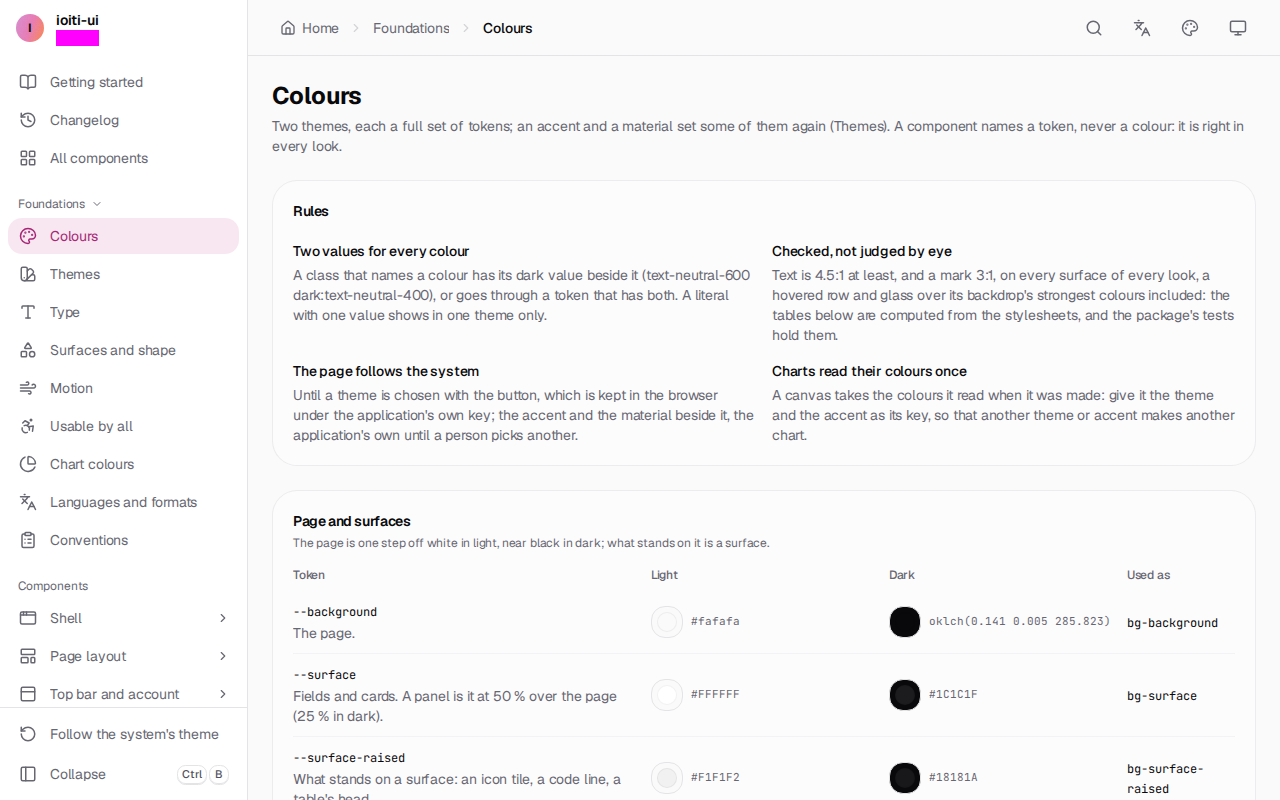 I
ioiti-ui
Getting started
Changelog
All components
Foundations
Colours
Themes
Type
Surfaces and shape
Motion
Usable by all
Chart colours
Languages and formats
Conventions
Components
Shell
Page layout
Top bar and account
Follow the system's theme
Collapse
Ctrl B
Home
Foundations
Colours
Colours
Two themes, each a full set of tokens; an accent and a material set some of them again (Themes). A component names a token, never a colour: it is right in
every look.
Rules
Two values for every colour
A class that names a colour has its dark value beside it (text-neutral-600
dark:text-neutral-400), or goes through a token that has both. A literal
with one value shows in one theme only.
Checked, not judged by eye
Text is 4.5:1 at least, and a mark 3:1, on every surface of every look, a
hovered row and glass over its backdrop's strongest colours included: the
tables below are computed from the stylesheets, and the package's tests
hold them.
The page follows the system
Until a theme is chosen with the button, which is kept in the browser
under the application's own key; the accent and the material beside it, the
application's own until a person picks another.
Charts read their colours once
A canvas takes the colours it read when it was made: give it the theme
and the accent as its key, so that another theme or accent makes another
chart.
Page and surfaces
The page is one step off white in light, near black in dark; what stands on it is a surface.
Token Light Dark Used as
--background
The page.
#fafafa
oklch(0.141 0.005 285.823)
bg-background
--surface
Fields and cards. A panel is it at 50 % over the page
(25 % in dark).
#FFFFFF
#1C1C1F
bg-surface
--surface-raised
What stands on a surface: an icon tile, a code line, a
table's head.
#F1F1F2
#18181A
bg-surface-
raised